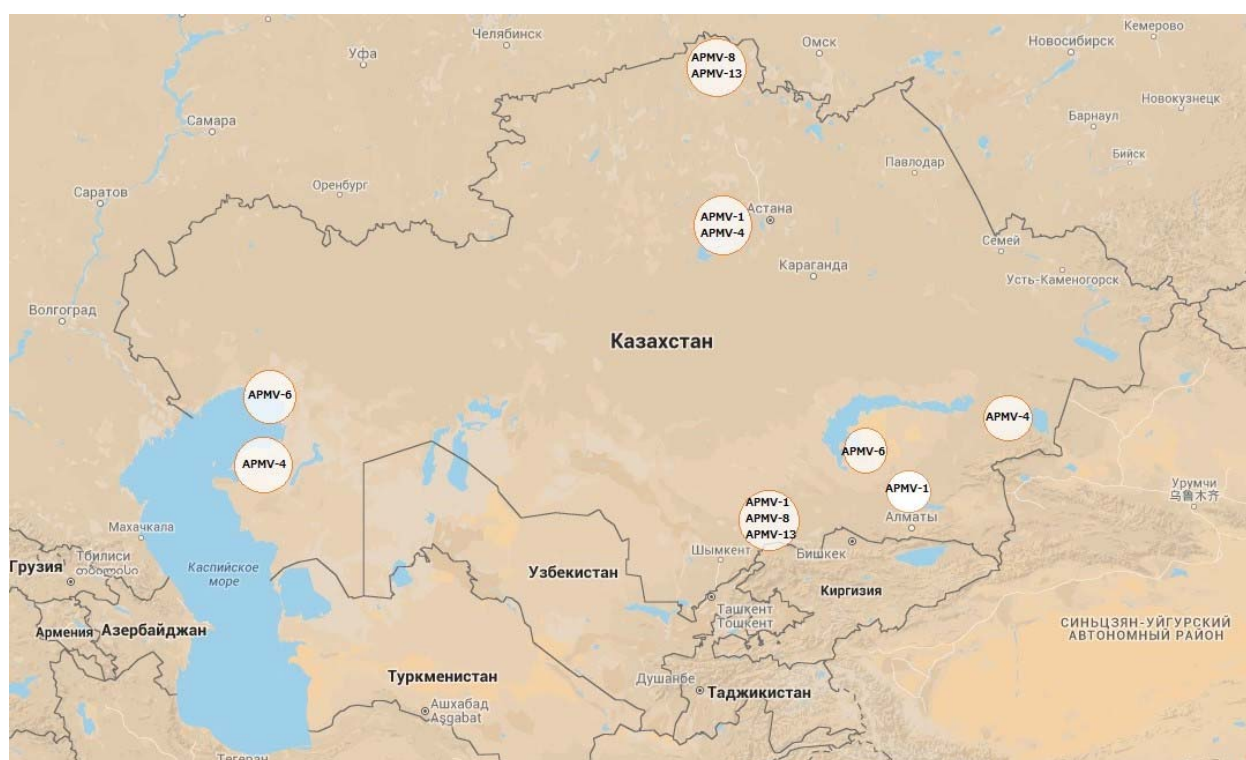 Челябинск
Уфа
Омск
Кемерово
Новосибирск
APMV-8
APMV-13
Новокузнецк
Самара
Барнаул
Бийск
Павлодар
Оренбург
Саратов
Астана
APMV-1
APMV-4
Семей
Караганда
Усть-Каменогорск
Волгоград
Казахстан
APMV-6
APMV-4
APMV-6
APMV-4
APMV-1
Урумчи
乌鲁木齐
APMV-1
APMV-8
APMV-13
Алматы
Махачкала
Шымкент
Бишкек
Тбилиси
თბილისი
Грузия
Каспийское
море
Узбекистан
Киргизия
Ташкент
Тошкент
СИНЬЦЗЯН-УЙГУРСКИЙ
АВТОНОМНЫЙ РАЙОН
Армения
Азербайджан
Туркменистан
Душанбе
Таджикистан
Ашхабад
Aşgabat
Тегеран